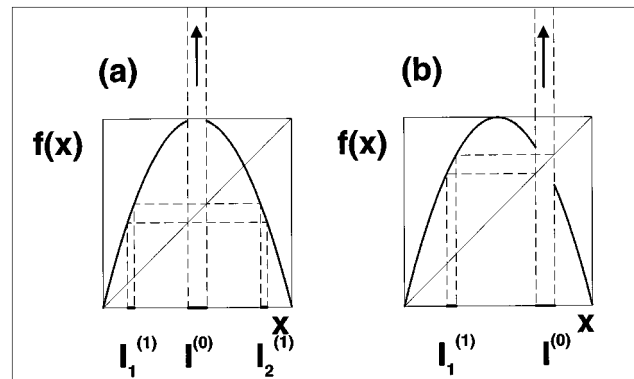 (a)
(b)
f(x)
f(x)
x
x
I₁⁽¹⁾ I⁽⁰⁾ I₂⁽¹⁾
I₁⁽¹⁾ I⁽⁰⁾